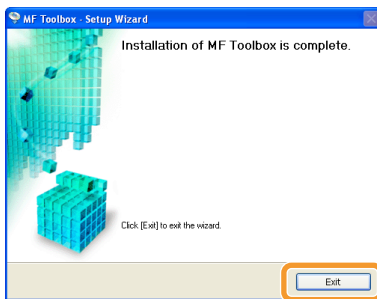 MF Toolbox - Setup Wizard
Installation of MF Toolbox is complete.
Click [Exit] to exit the wizard.
Exit